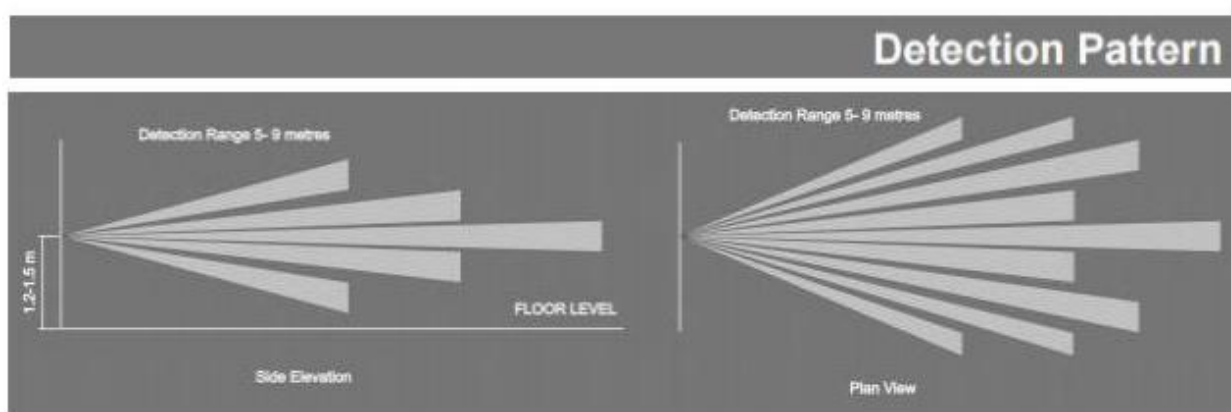 Detection Pattern
Detection Range 5- 9 metres
1.2-1.5 m
FLOOR LEVEL
Side Elevation
Detection Range 5- 9 metres
Plan View